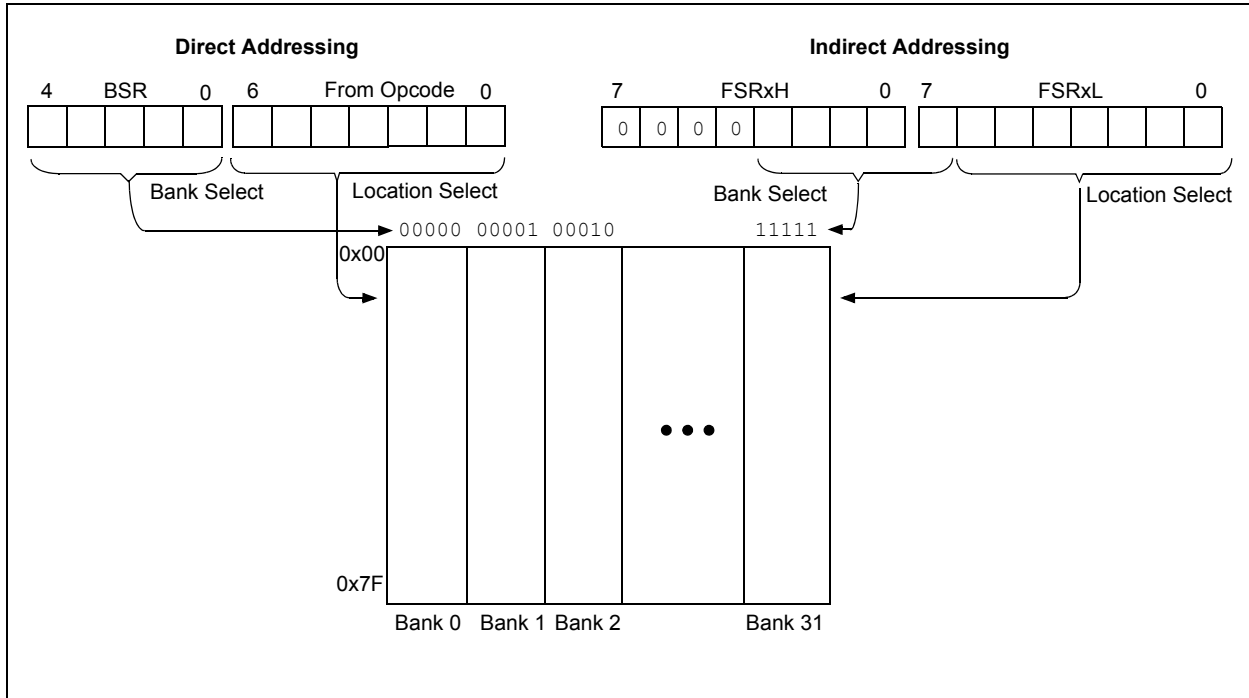 Direct Addressing
Indirect Addressing
4 BSR 0 6 From Opcode 0
7 FSRxH 0 7 FSRxL 0
0 0 0 0
Bank Select
Location Select
Bank Select
Location Select
00000 00001 00010 11111
0x00
0x7F
Bank 0 Bank 1 Bank 2 Bank 31